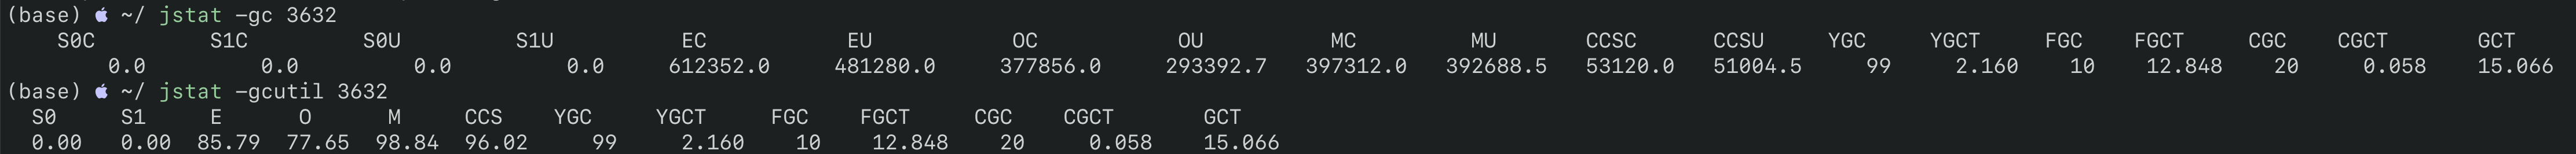 (base)  ~/ jstat -gc 3632
S0C S1C S0U S1U EC EU OC OU MC MU CCSC CCSU YGC YGCT FGC FGCT CGC CGCT GCT
0.0 0.0 0.0 0.0 612352.0 481280.0 377856.0 293392.7 397312.0 392688.5 53120.0 51004.5 99 2.160 10 12.848 20 0.058 15.066
(base)  ~/ jstat -gcutil 3632
S0 S1 E O M CCS YGC YGCT FGC FGCT CGC CGCT GCT
0.00 0.00 85.79 77.65 98.84 96.02 99 2.160 10 12.848 20 0.058 15.066